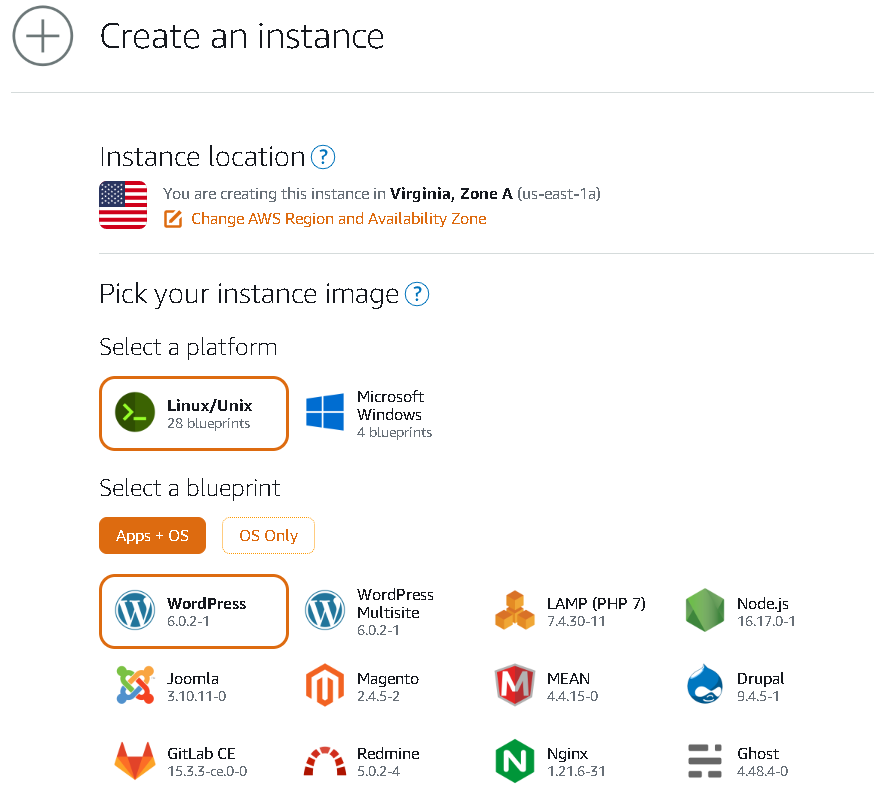 Create an instance
Instance location ?
You are creating this instance in Virginia, Zone A (us-east-1a)
Change AWS Region and Availability Zone
Pick your instance image ?
Select a platform
Linux/Unix
28 blueprints
Microsoft
Windows
4 blueprints
Select a blueprint
Apps + OS
OS Only
WordPress
6.0.2-1
WordPress
Multisite
6.0.2-1
LAMP (PHP 7)
7.4.30-11
Node.js
16.17.0-1
Joomla
3.10.11-0
Magento
2.4.5-2
MEAN
4.4.15-0
Drupal
9.4.5-1
GitLab CE
15.3.3-ce.0-0
Redmine
5.0.2-4
Nginx
1.21.6-31
Ghost
4.48.4-0